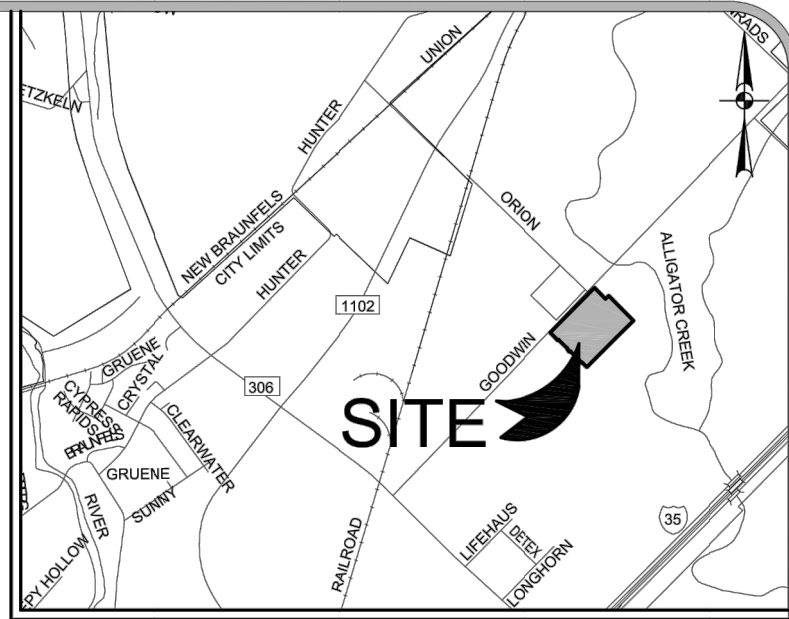 UNION
HUNTER
NEW BRAUNFELS
CITY LIMITS
HUNTER
ORION
ALLIGATOR CREEK
1102
GOODWIN
306
SITE
GRUENE
CRYSTAL
CYPRESS
RAPIDS
BRAUNFELS
CLEARWATER
GRUENE
SUNNY
RIVER
RAILROAD
LIFEHAUS
DETEX
LONGHORN
35
PY HOLLOW
ETZKELN
RADS